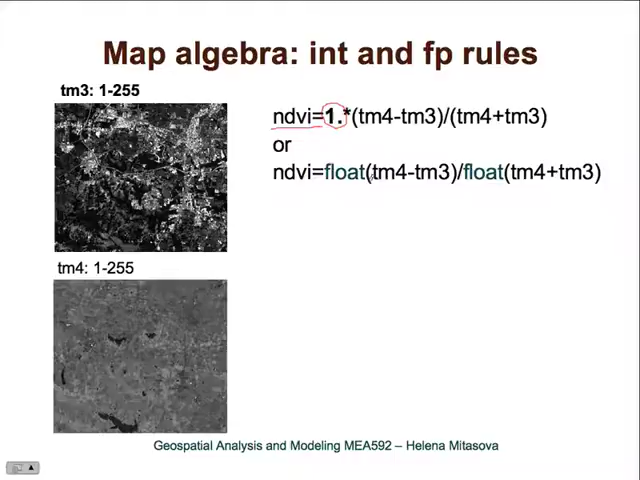 Map algebra: int and fp rules
tm3: 1-255
ndvi=1.*(tm4-tm3)/(tm4+tm3)
or
ndvi=float(tm4-tm3)/float(tm4+tm3)
tm4: 1-255
Geospatial Analysis and Modeling MEA592 – Helena Mitasova